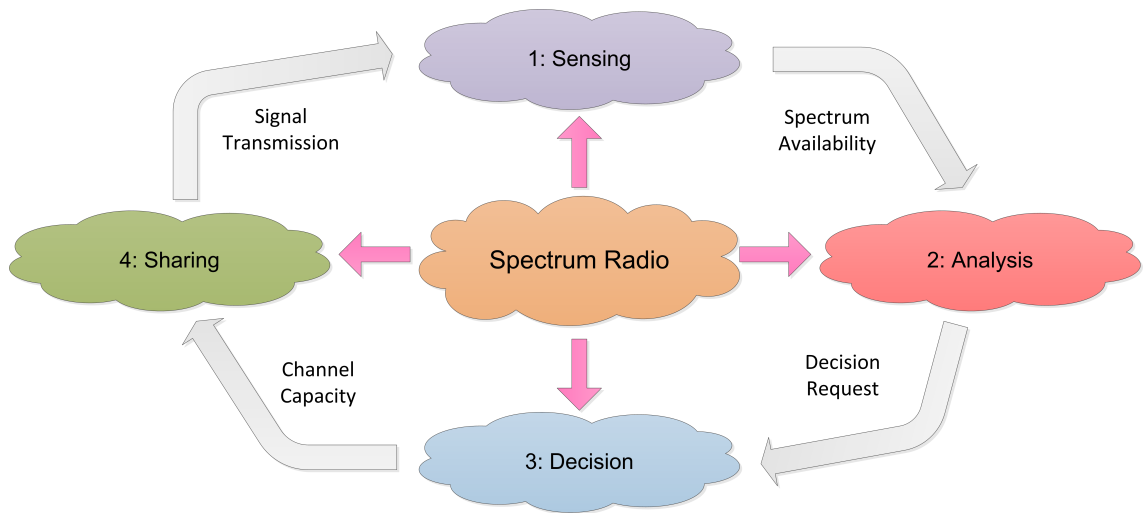 1: Sensing
Signal
Transmission
Spectrum
Availability
4: Sharing
Spectrum Radio
2: Analysis
Channel
Capacity
Decision
Request
3: Decision